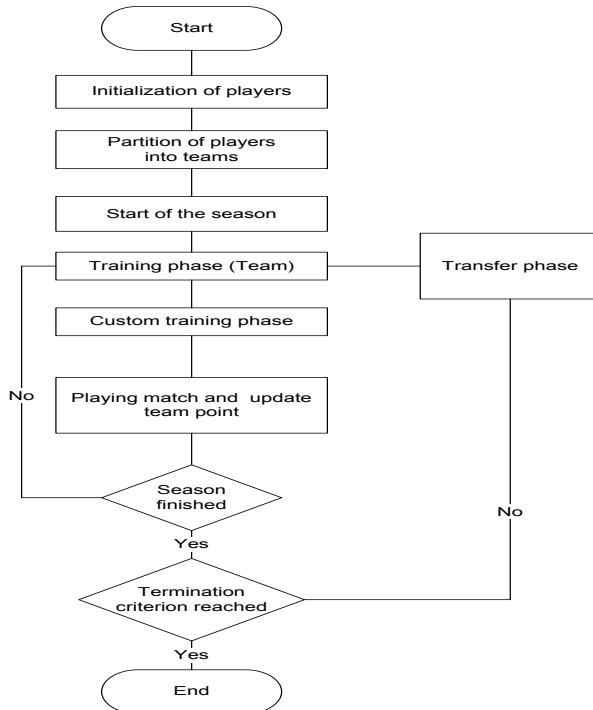 Start
Initialization of players
Partition of players
into teams
Start of the season
Training phase (Team)
Transfer phase
Custom training phase
No
Playing match and update
team point
Season
finished
No
Yes
Termination
criterion reached
Yes
End